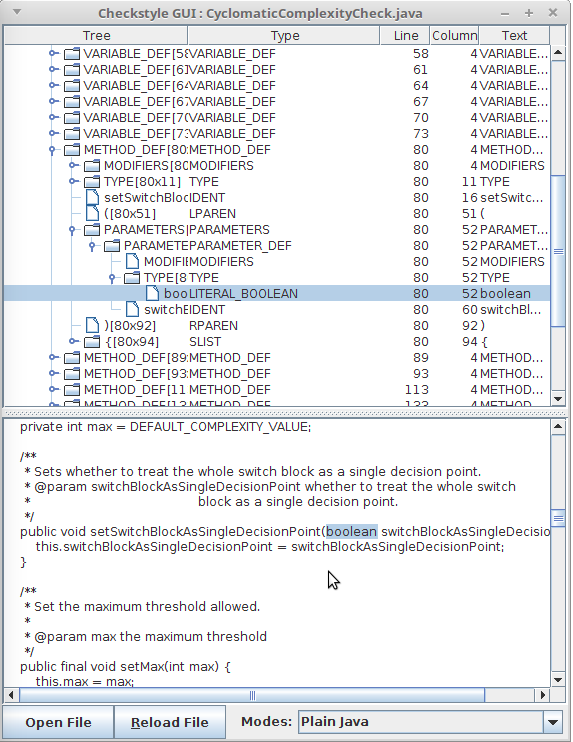 Checkstyle GUI : CyclomaticComplexityCheck.java
Tree Type Line Column Text
VARIABLE_DEF[58 VARIABLE_DEF 58 4 VARIABLE...
VARIABLE_DEF[61 VARIABLE_DEF 61 4 VARIABLE...
VARIABLE_DEF[64 VARIABLE_DEF 64 4 VARIABLE...
VARIABLE_DEF[67 VARIABLE_DEF 67 4 VARIABLE...
VARIABLE_DEF[70 VARIABLE_DEF 70 4 VARIABLE...
VARIABLE_DEF[73 VARIABLE_DEF 73 4 VARIABLE...
METHOD_DEF[80 METHOD_DEF 80 4 METHOD...
MODIFIERS[80 MODIFIERS 80 4 MODIFIERS
TYPE[80x11] TYPE 80 11 TYPE
setSwitchBloc IDENT 80 16 setSwitc...
([80x51] LPAREN 80 51 (
PARAMETERS PARAMETERS 80 52 PARAMET...
PARAMETE PARAMETER_DEF 80 52 PARAMET...
MODIFI MODIFIERS 80 52 MODIFIERS
TYPE[8 TYPE 80 52 TYPE
boo LITERAL_BOOLEAN 80 52 boolean
switchB IDENT 80 60 switchBl...
)[80x92] RPAREN 80 92 )
{[80x94] SLIST 80 94 {
METHOD_DEF[89 METHOD_DEF 89 4 METHOD...
METHOD_DEF[93 METHOD_DEF 93 4 METHOD...
METHOD_DEF[11 METHOD_DEF 113 4 METHOD...
METHOD_DEF[13 METHOD_DEF 133 4 METHOD...
private int max = DEFAULT_COMPLEXITY_VALUE;
/**
* Sets whether to treat the whole switch block as a single decision point.
* @param switchBlockAsSingleDecisionPoint whether to treat the whole switch
* block as a single decision point.
*/
public void setSwitchBlockAsSingleDecisionPoint(boolean switchBlockAsSingleDecisio
this.switchBlockAsSingleDecisionPoint = switchBlockAsSingleDecisionPoint;
}
/**
* Set the maximum threshold allowed.
*
* @param max the maximum threshold
*/
public final void setMax(int max) {
this.max = max;
Open File Reload File Modes: Plain Java